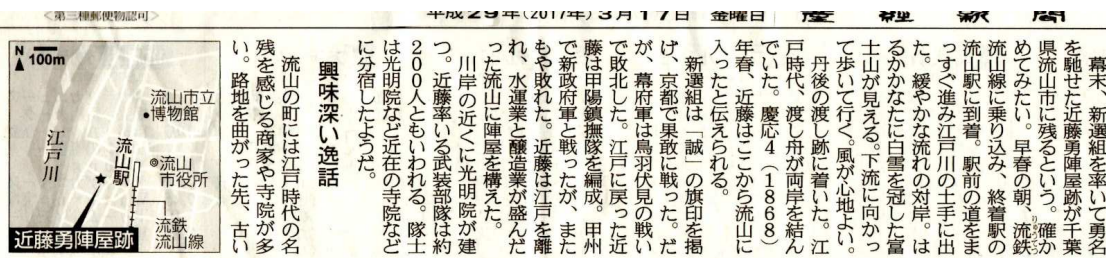 <第三種郵便物認可>
平成29年(2017年)3月17日 金曜日 産経新聞
幕末、新選組を率いて勇名
を馳せた近藤勇陣屋跡が千葉
県流山市に残るという。確か
めてみたい。早春の朝、流鉄
流山線に乗り込み、終着駅の
流山駅に到着。駅前の道をま
っすぐ進み江戸川の土手に出
た。緩やかな流れの対岸。は
るかかなたに白雪を冠した富
士山が見える。下流に向かっ
て歩いて行く。風が心地よい。
丹後の渡し跡に着いた。江
戸時代、渡し舟が両岸を結ん
でいた。慶応4(1868)
年春、近藤はここから流山に
入ったと伝えられる。
新選組は「誠」の旗印を掲
げ、京都で果敢に戦った。だ
が、幕府軍は鳥羽伏見の戦い
で敗北した。江戸に戻った近
藤は甲陽鎮撫隊を編成。甲州
で新政府軍と戦ったが、また
もや敗れた。近藤は江戸を離
れ、水運業と醸造業が盛んだ
った流山に陣屋を構えた。
川岸の近くに光明院が建
つ。近藤率いる武装部隊は約
200人ともいわれる。隊士
は光明院など近在の寺院など
に分宿したようだ。
興味深い逸話
流山の町には江戸時代の名
残を感じる商家や寺院が多
い。路地を曲がった先、古い
N
100m
流山市立
博物館
江戸川
流山駅
流山
市役所
流鉄
流山線
近藤勇陣屋跡